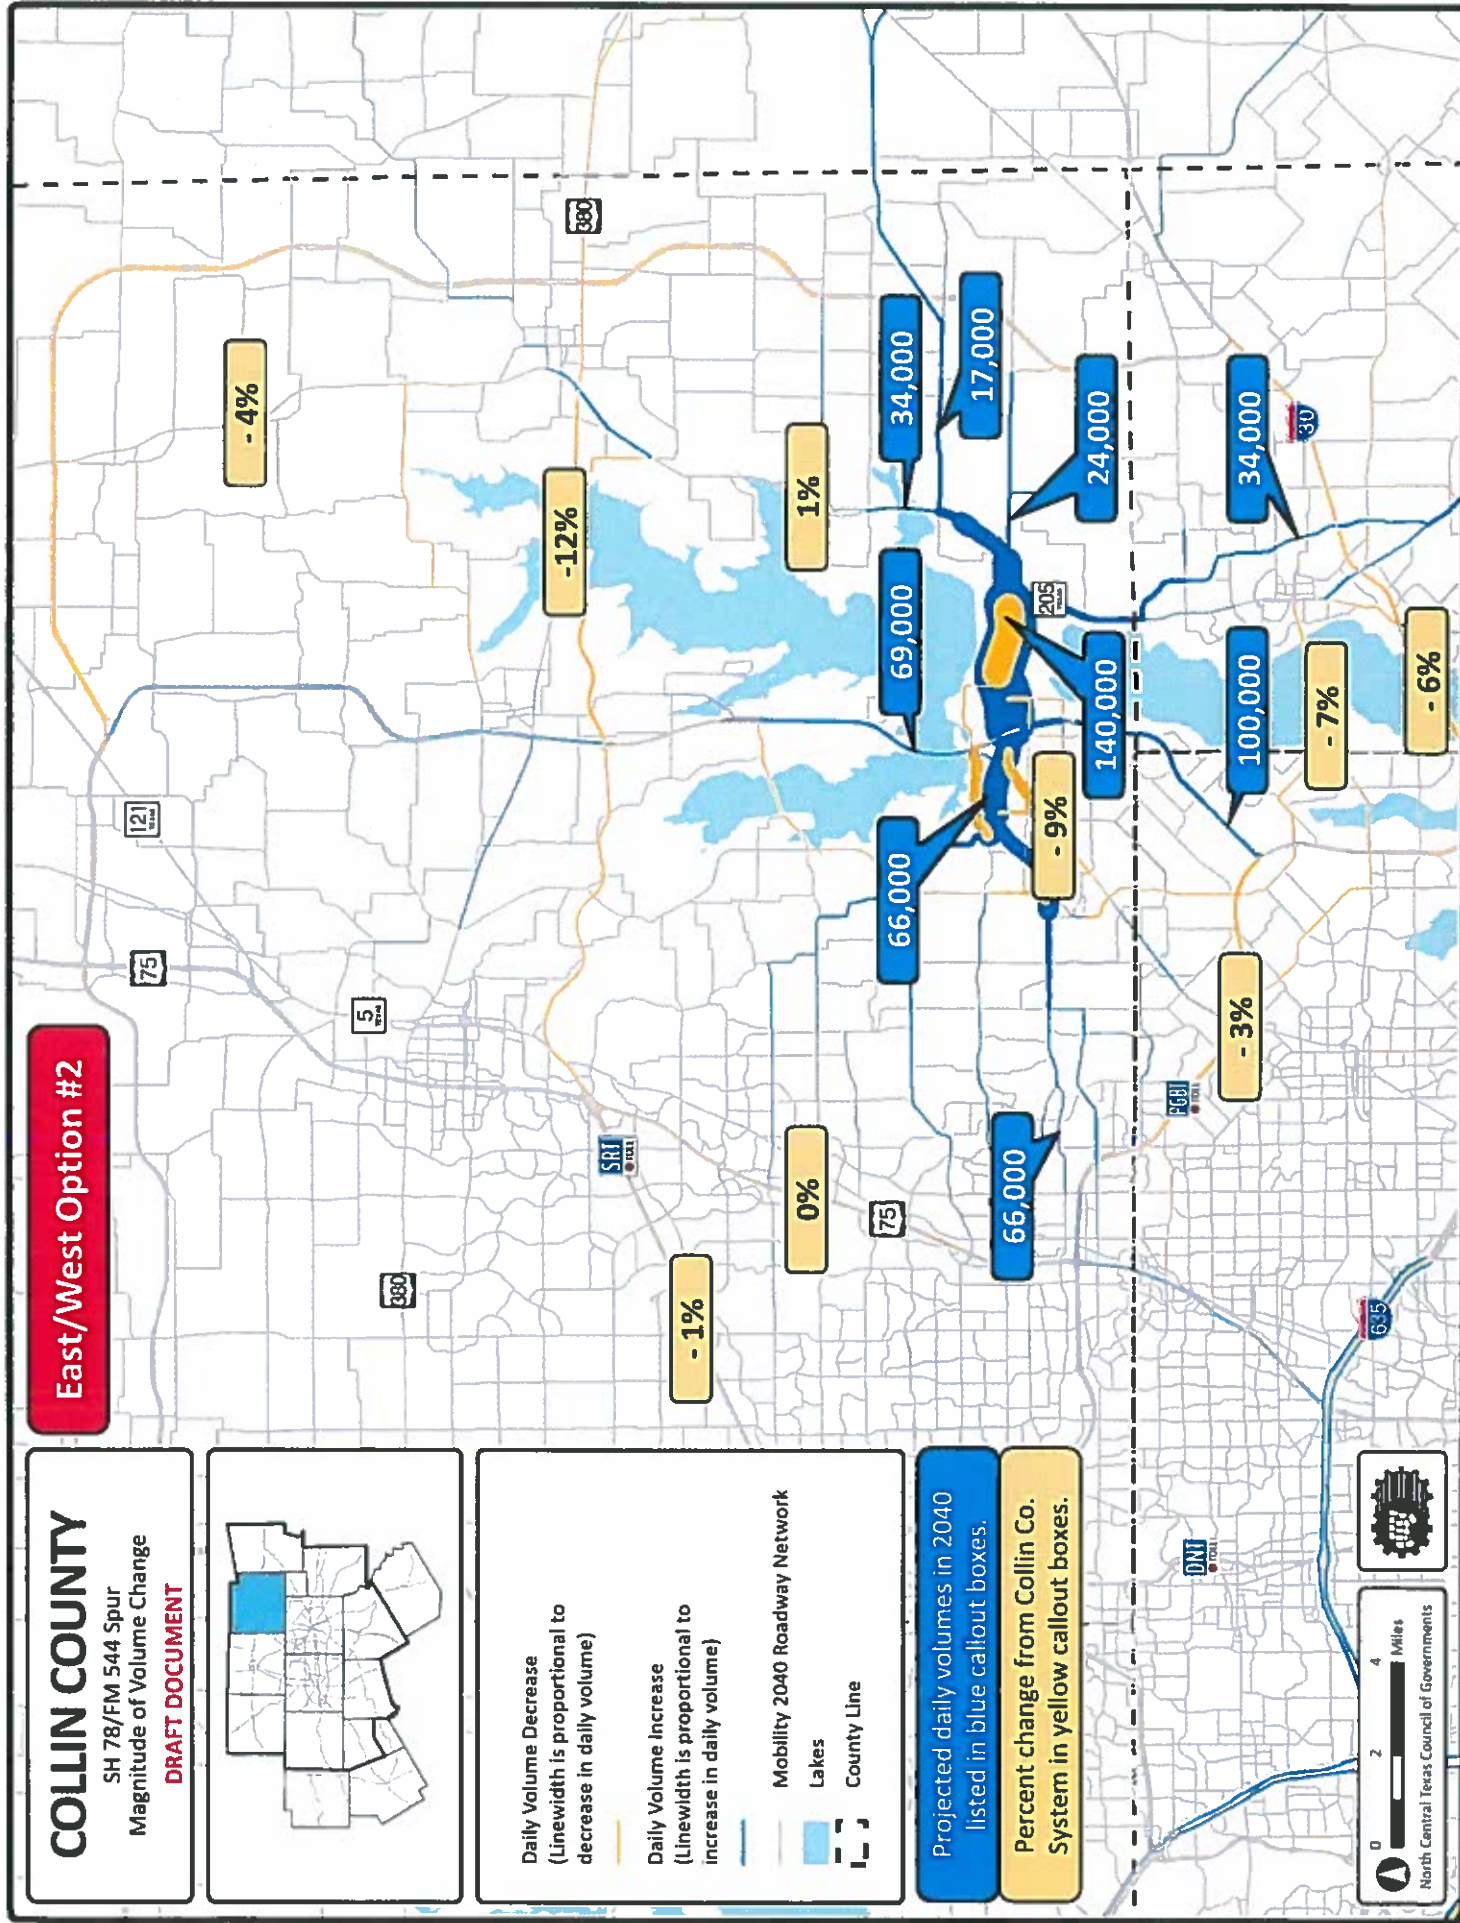 East/West Option #2
COLLIN COUNTY
SH 78/FM 544 Spur
Magnitude of Volume Change
DRAFT DOCUMENT
Daily Volume Decrease
(Linewidth is proportional to
decrease in daily volume)
Daily Volume Increase
(Linewidth is proportional to
increase in daily volume)
Mobility 2040 Roadway Network
Lakes
County Line
Projected daily volumes in 2040
listed in blue callout boxes.
Percent change from Collin Co.
System in yellow callout boxes.
0 2 4
Miles
North Central Texas Council of Governments
121
TEXAS
75
5
TEXAS
380
SRT
TOLL
380
- 4%
-12%
- 1%
0%
1%
75
66,000
69,000
34,000
17,000
66,000
- 9%
140,000
205
TEXAS
24,000
PGBT
TOLL
- 3%
100,000
34,000
30
- 7%
- 6%
635
DNT
TOLL